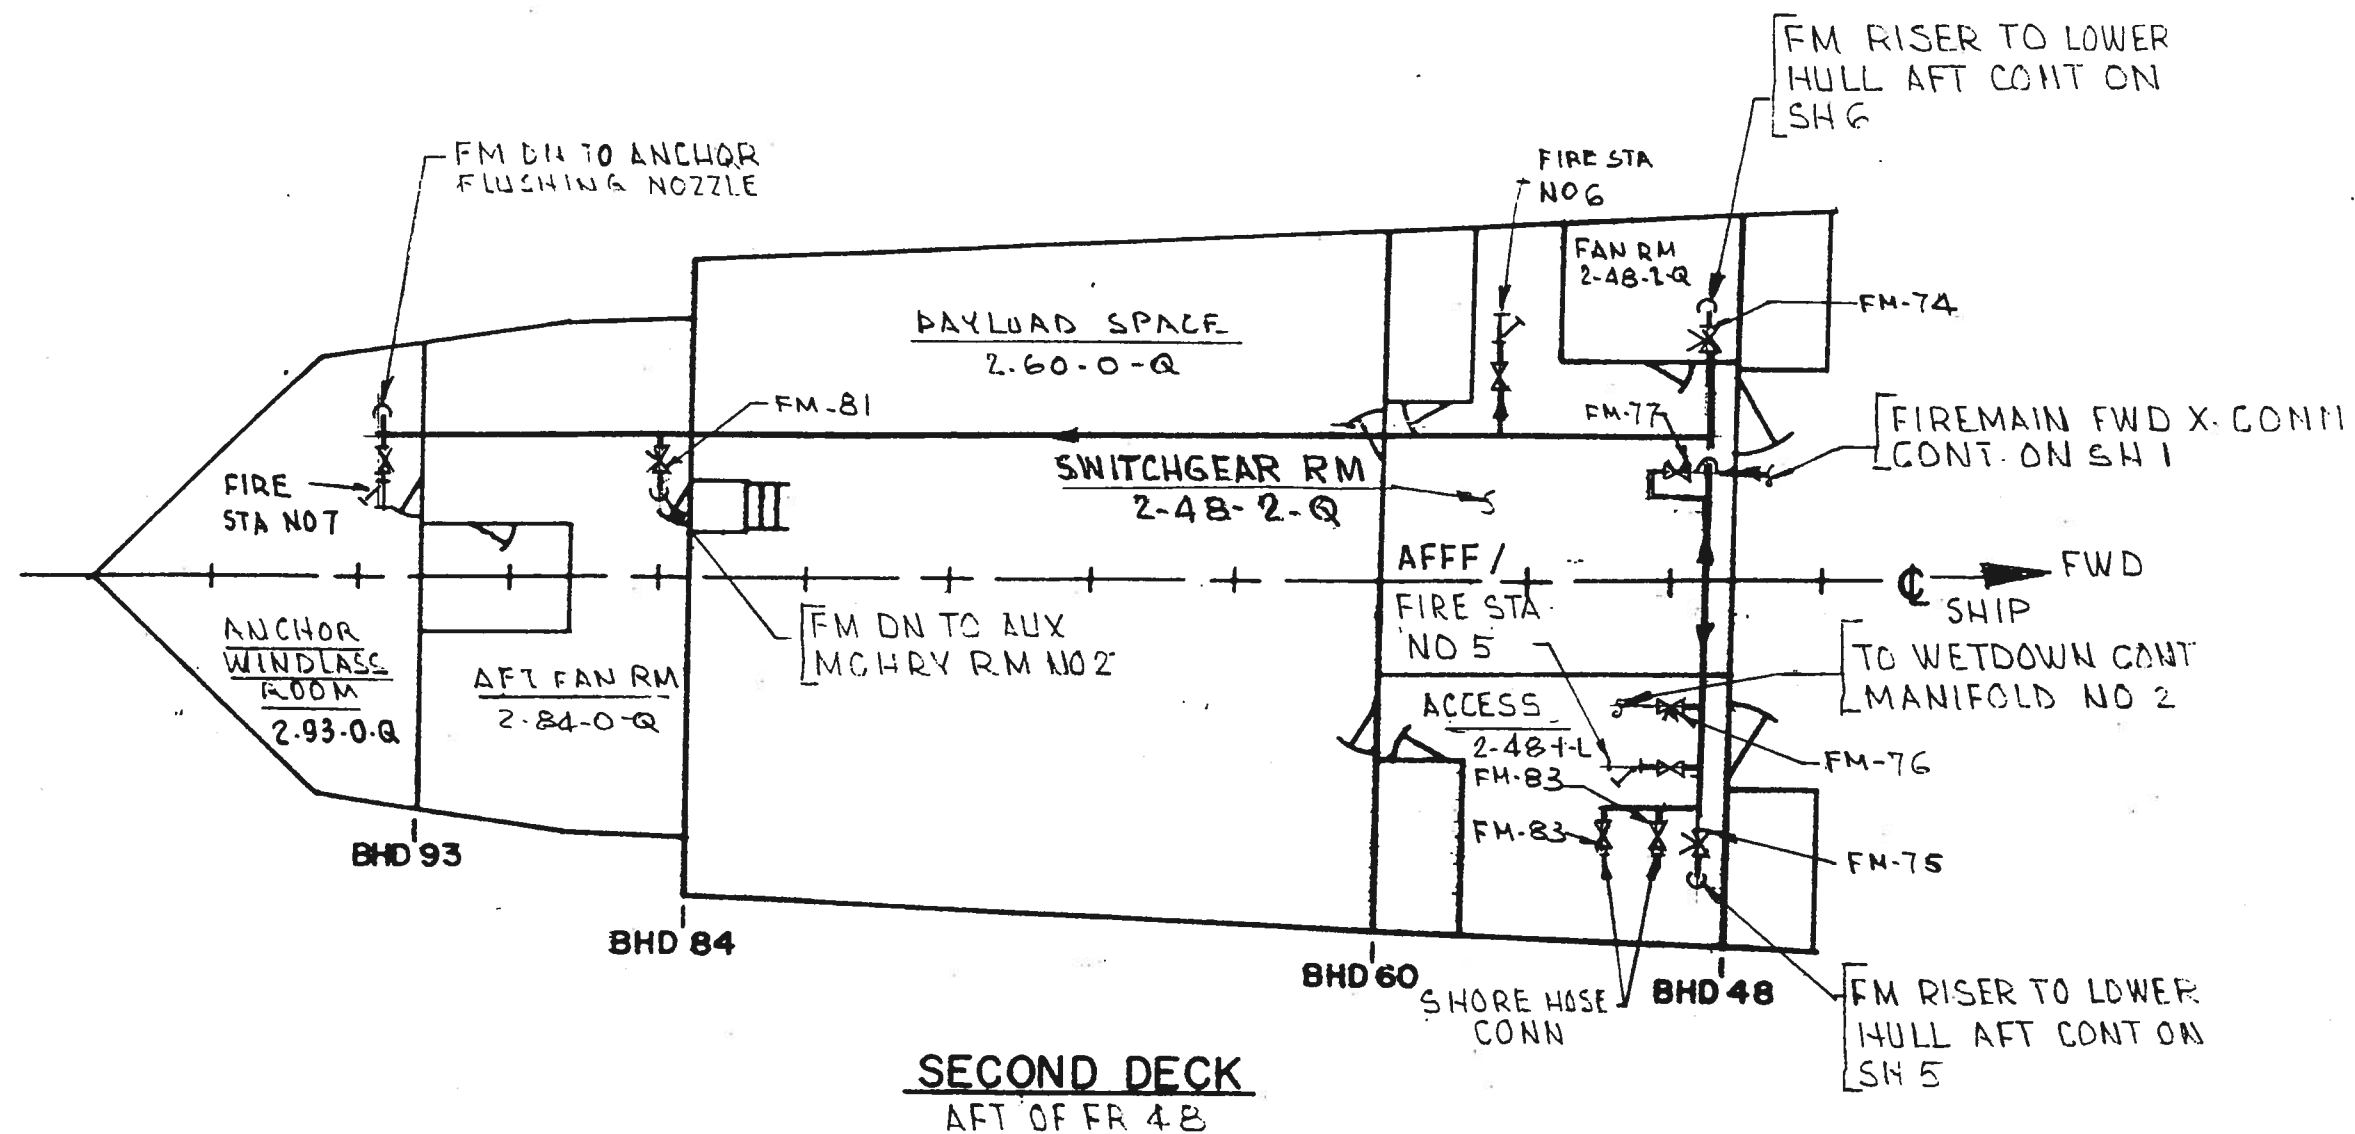 FM RISER TO LOWER
HULL AFT CONT ON
SH 6
FM DN TO ANCHOR
FLUSHING NOZZLE
FIRE STA
NO 6
FAN RM
FM-74
PAYLOAD SPACE
2.60-0-Q
FM-81
FM-77
FIREMAIN FWD X-CONN
CONT. ON SH 1
SWITCHGEAR RM
2-48-2-Q
FIRE
STA NO 7
AFFF /
FIRE STA
NO 5
FWD
℄
SHIP
FM DN TO AUX
MCHRY RM NO 2
TO WETDOWN CONT
MANIFOLD NO 2
ANCHOR
WINDLASS
ROOM
2.93-0-Q
AFT FAN RM
2-84-0-Q
ACCESS
2-48-1-L
FM-76
FM-83
FM-83
FM-75
BHD 93
BHD 84
BHD 60
BHD 48
SHORE HOSE
CONN
FM RISER TO LOWER
HULL AFT CONT ON
SH 5
SECOND DECK
AFT OF FR 48